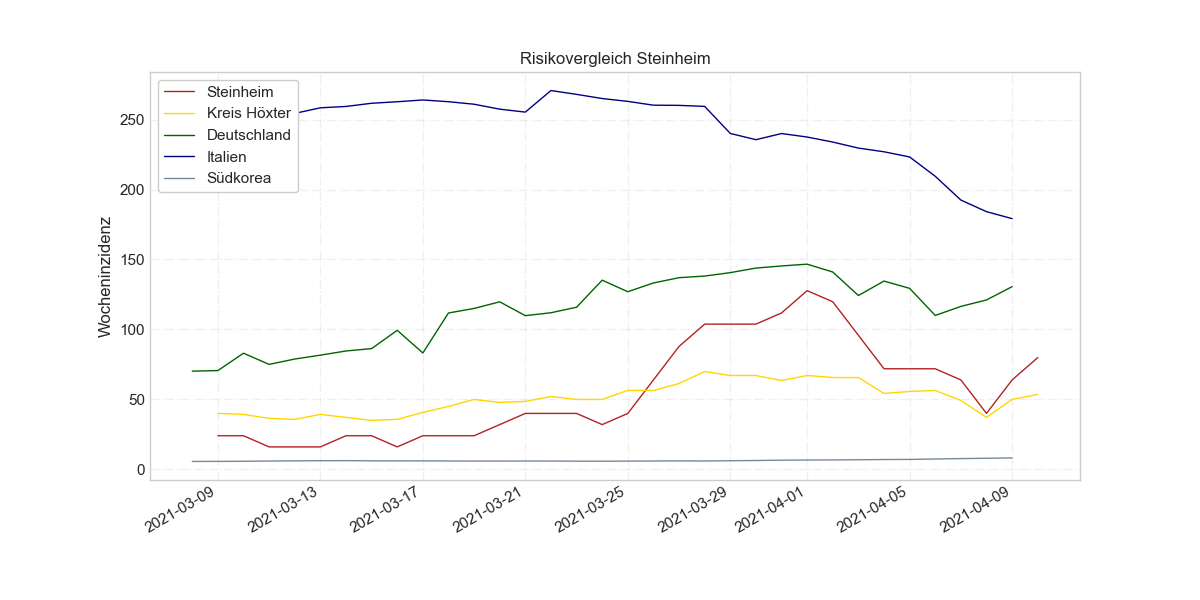 Risikovergleich Steinheim
Steinheim
Kreis Höxter
Deutschland
Italien
Südkorea
Wocheninzidenz
250
200
150
100
50
0
2021-03-09
2021-03-13
2021-03-17
2021-03-21
2021-03-25
2021-03-29
2021-04-01
2021-04-05
2021-04-09